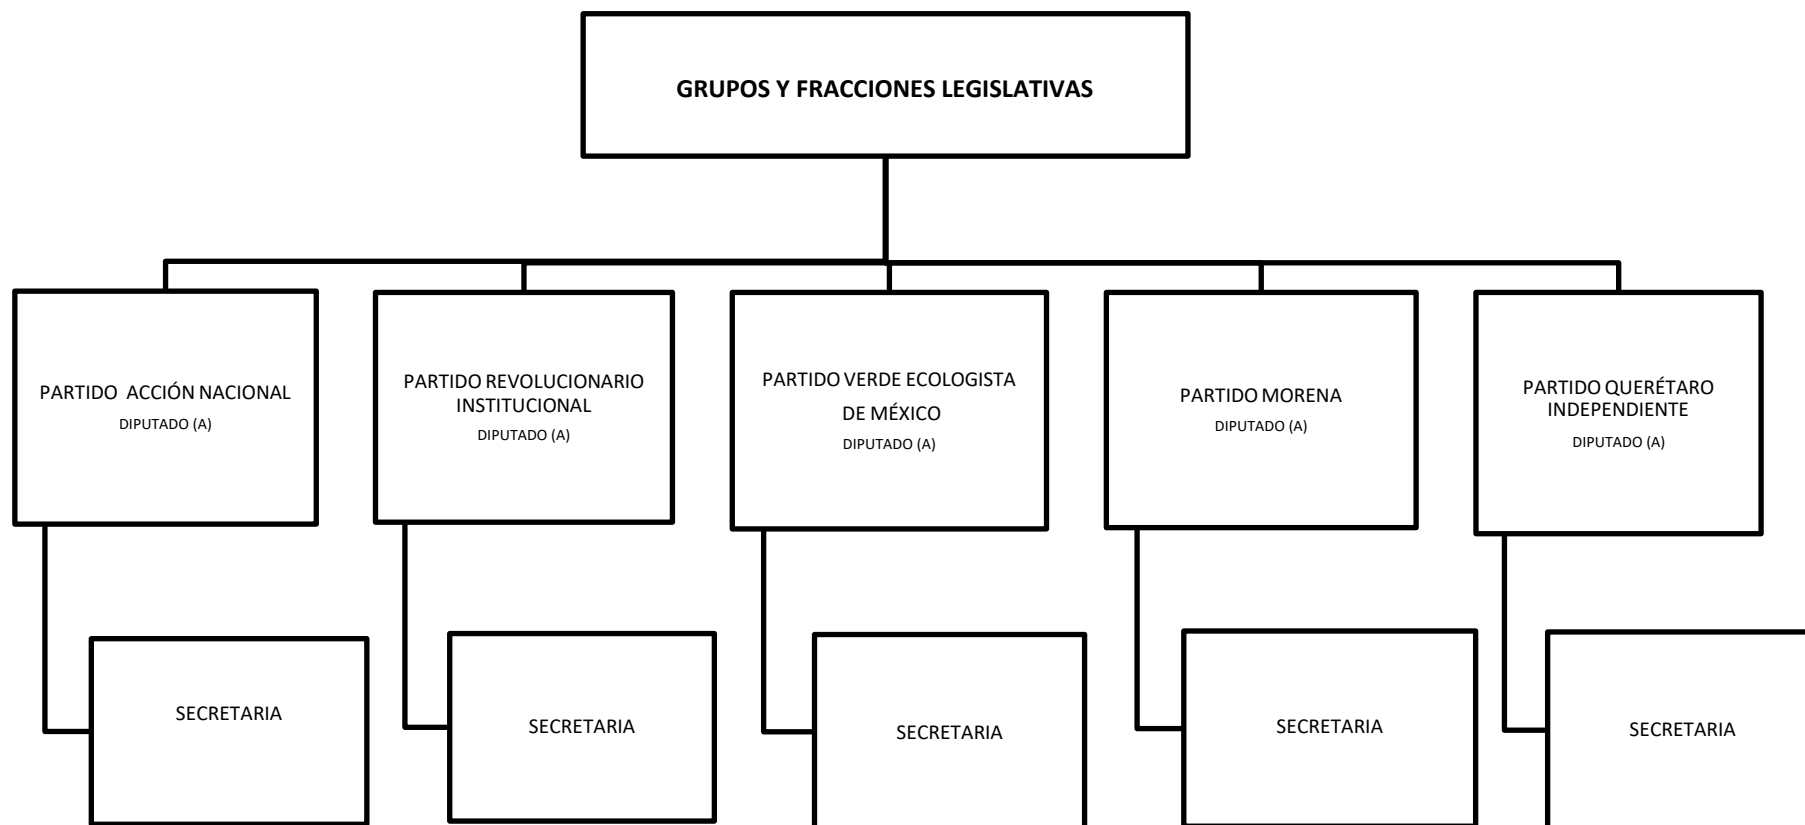 GRUPOS Y FRACCIONES LEGISLATIVAS
PARTIDO ACCIÓN NACIONAL
DIPUTADO (A)
PARTIDO REVOLUCIONARIO
INSTITUCIONAL
DIPUTADO (A)
PARTIDO VERDE ECOLOGISTA
DE MÉXICO
DIPUTADO (A)
PARTIDO MORENA
DIPUTADO (A)
PARTIDO QUERÉTARO
INDEPENDIENTE
DIPUTADO (A)
SECRETARIA
SECRETARIA
SECRETARIA
SECRETARIA
SECRETARIA